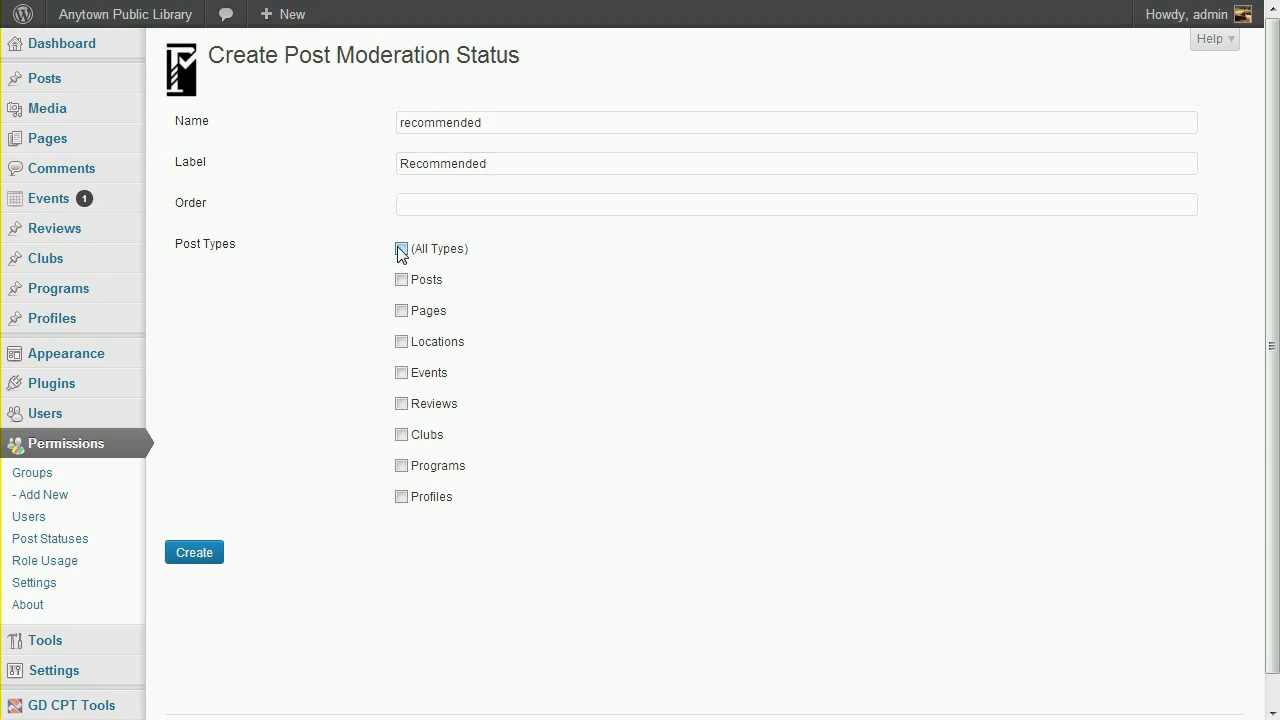 Anytown Public Library
New
Howdy, admin
Help
Dashboard
Posts
Media
Pages
Comments
Events 1
Reviews
Clubs
Programs
Profiles
Appearance
Plugins
Users
Permissions
Groups
- Add New
Users
Post Statuses
Role Usage
Settings
About
Tools
Settings
GD CPT Tools
Create Post Moderation Status
Name recommended
Label Recommended
Order
Post Types (All Types)
Posts
Pages
Locations
Events
Reviews
Clubs
Programs
Profiles
Create